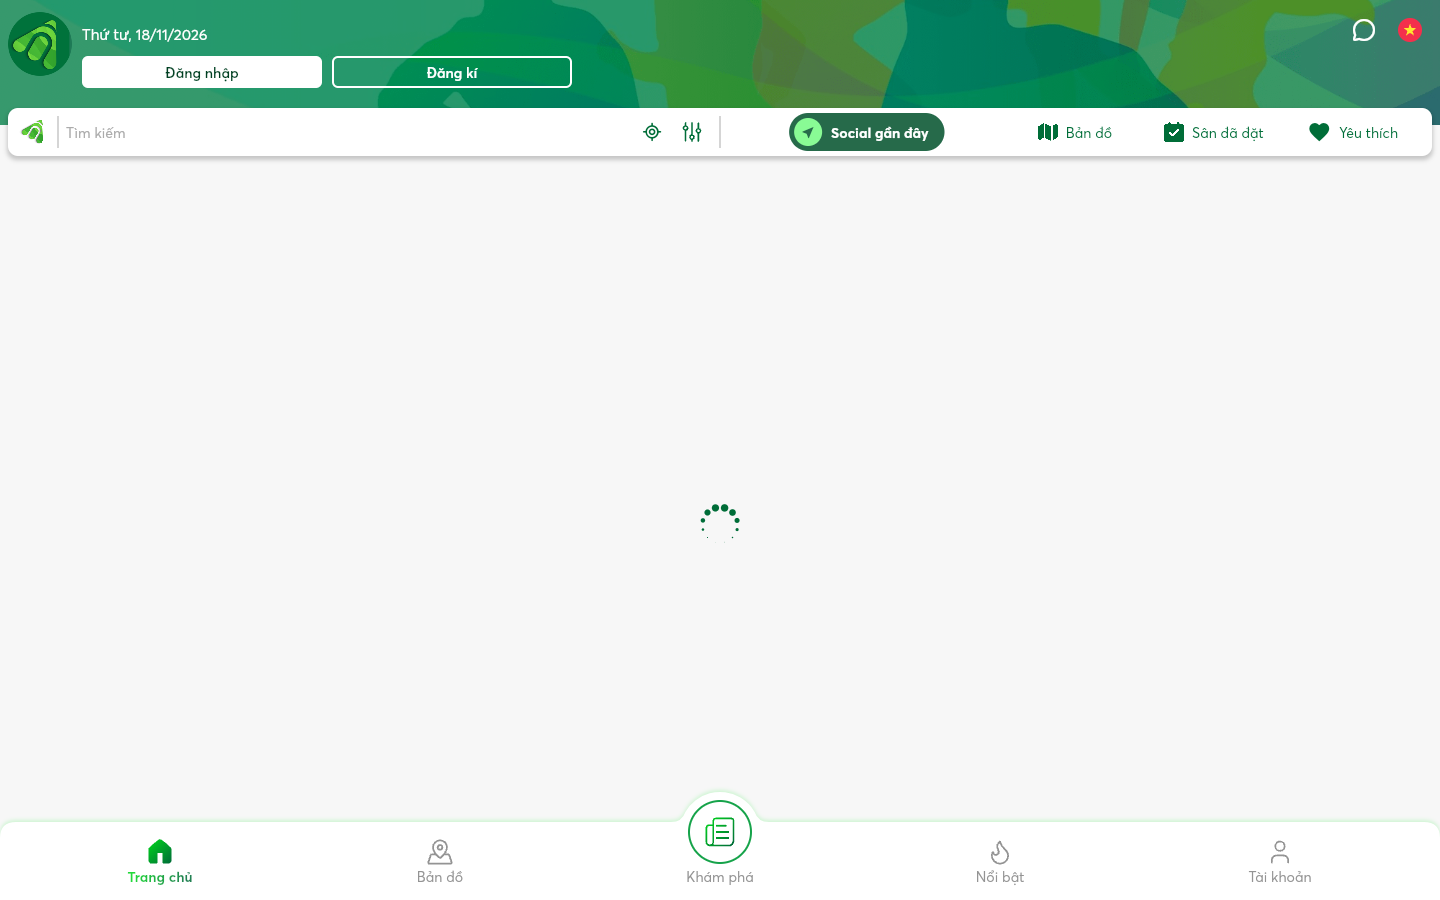 Thứ tư, 18/11/2026
Đăng nhập
Đăng kí
Tìm kiếm
Social gần đây
Bản đồ
Sân đã đặt
Yêu thích
Trang chủ
Bản đồ
Khám phá
Nổi bật
Tài khoản